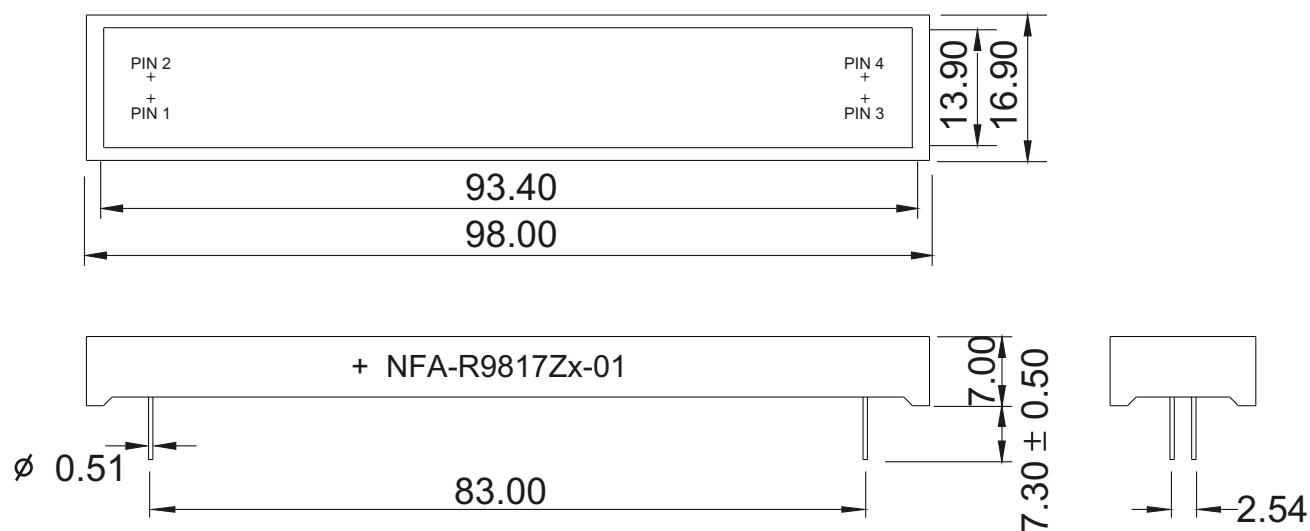 PIN 2
+
+
PIN 1
PIN 4
+
+
PIN 3
13.90
16.90
93.40
98.00
+ NFA-R9817Zx-01
7.00
7.30 ± 0.50
ø 0.51
83.00
2.54